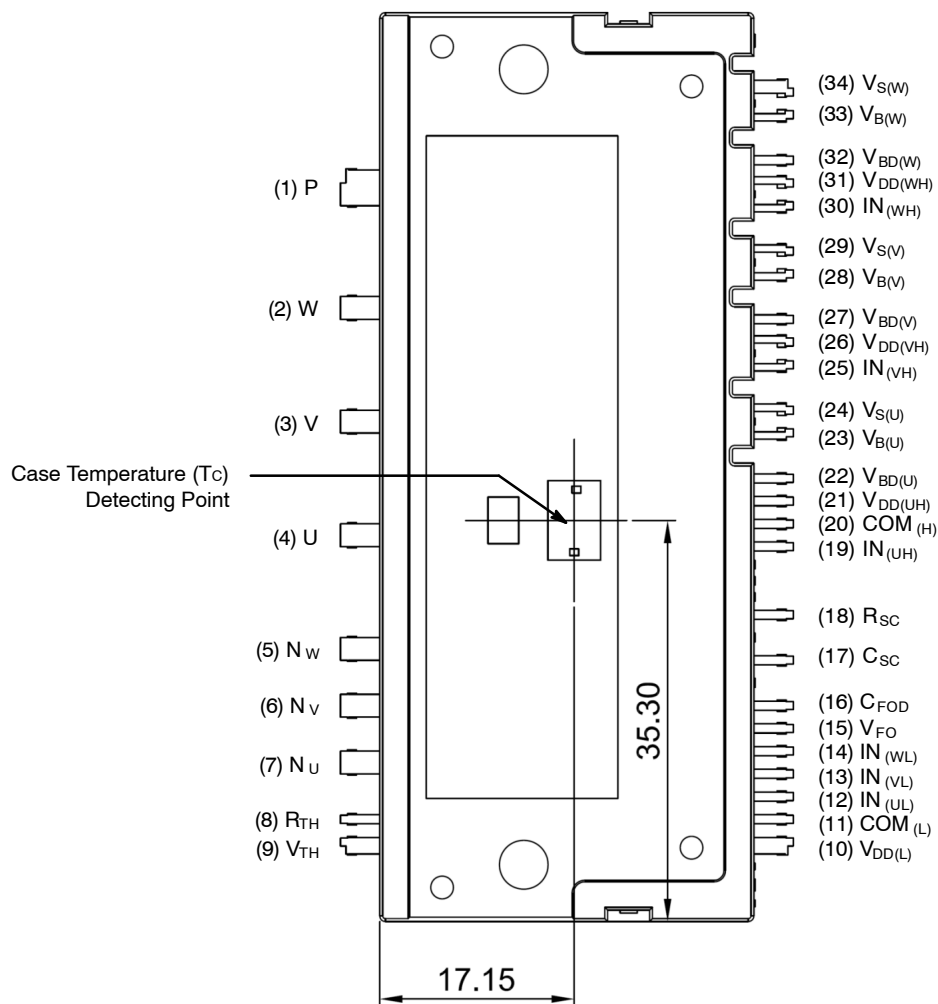 (1) P
(2) W
(3) V
Case Temperature (TC)
Detecting Point
(4) U
(5) N W
(6) N V
(7) N U
(8) RTH
(9) VTH
(34) VS(W)
(33) VB(W)
(32) VBD(W)
(31) VDD(WH)
(30) IN(WH)
(29) VS(V)
(28) VB(V)
(27) VBD(V)
(26) VDD(VH)
(25) IN(VH)
(24) VS(U)
(23) VB(U)
(22) VBD(U)
(21) VDD(UH)
(20) COM (H)
(19) IN(UH)
(18) RSC
(17) CSC
(16) CFOD
(15) VFO
(14) IN (WL)
(13) IN (VL)
(12) IN (UL)
(11) COM (L)
(10) VDD(L)
35.30
17.15